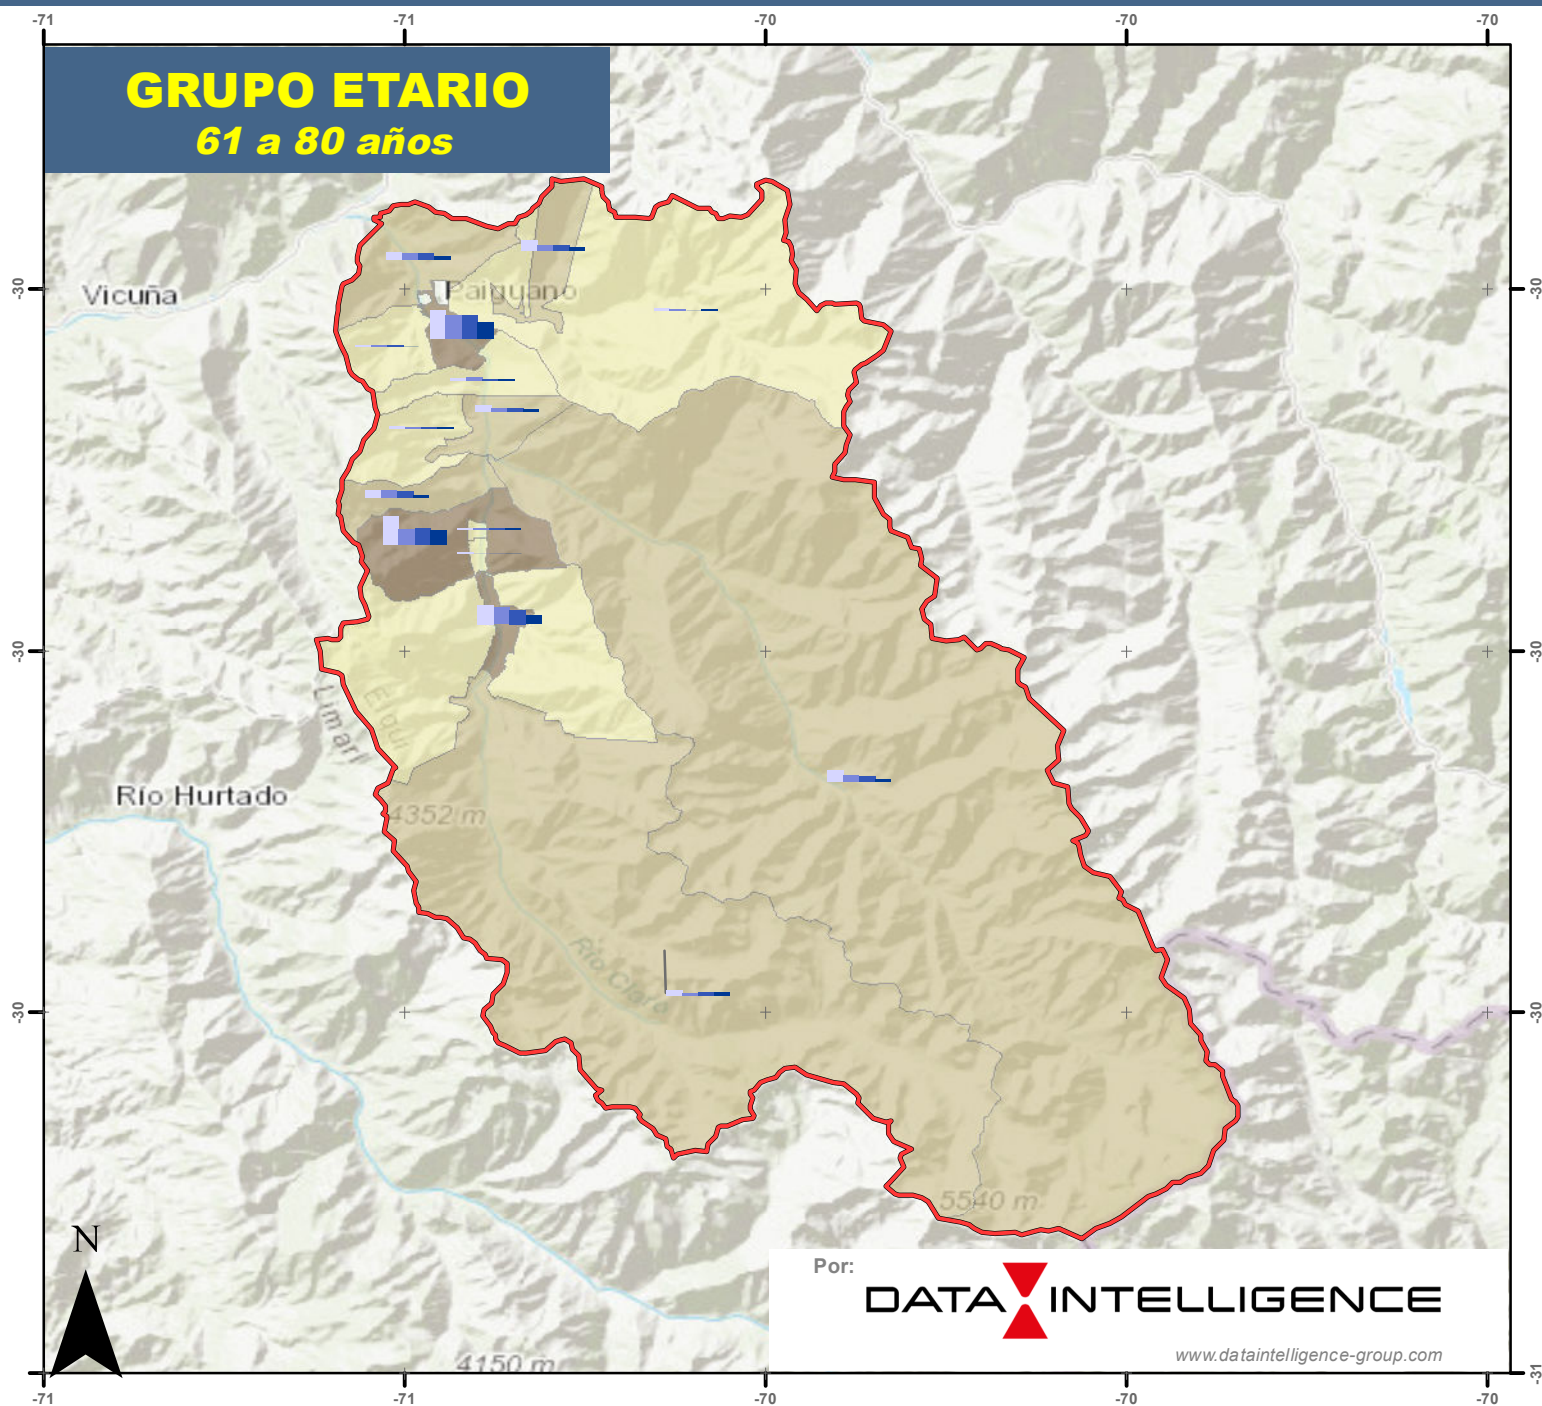 -71 -71 -70 -70 -70
GRUPO ETARIO
61 a 80 años
-30 -30
Vicuña
Paiguano
-30 -30
Limarí
Elqui
Río Hurtado
4352 m
Río Claro
-30 -30
5540 m
N
Por:
DATA INTELLIGENCE
www.dataintelligence-group.com
4150 m
-31
-71 -71 -70 -70 -70